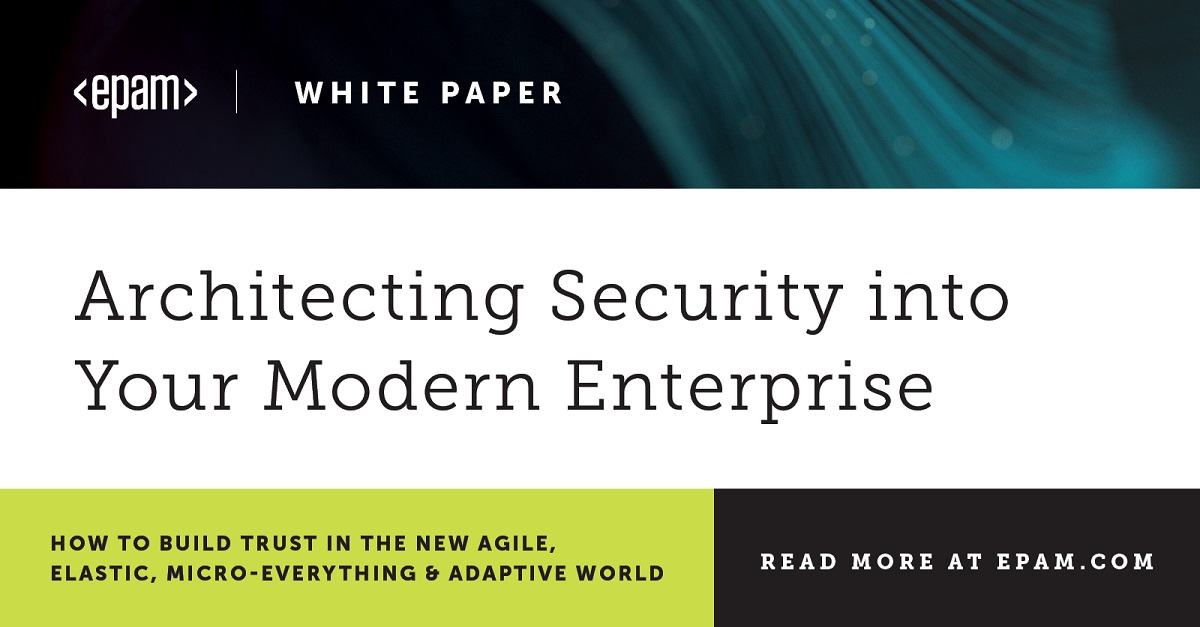 <epam> | WHITE PAPER
Architecting Security into
Your Modern Enterprise
HOW TO BUILD TRUST IN THE NEW AGILE,
ELASTIC, MICRO-EVERYTHING & ADAPTIVE WORLD
READ MORE AT EPAM.COM